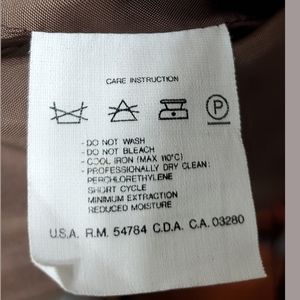 CARE INSTRUCTION
P
- DO NOT WASH
- DO NOT BLEACH
- COOL IRON (MAX 110°C)
- PROFESSIONALLY DRY CLEAN:
PERCHLORETHYLENE
SHORT CYCLE
MINIMUM EXTRACTION
REDUCED MOISTURE
U.S.A. R.M. 54784 C.D.A. C.A. 03280